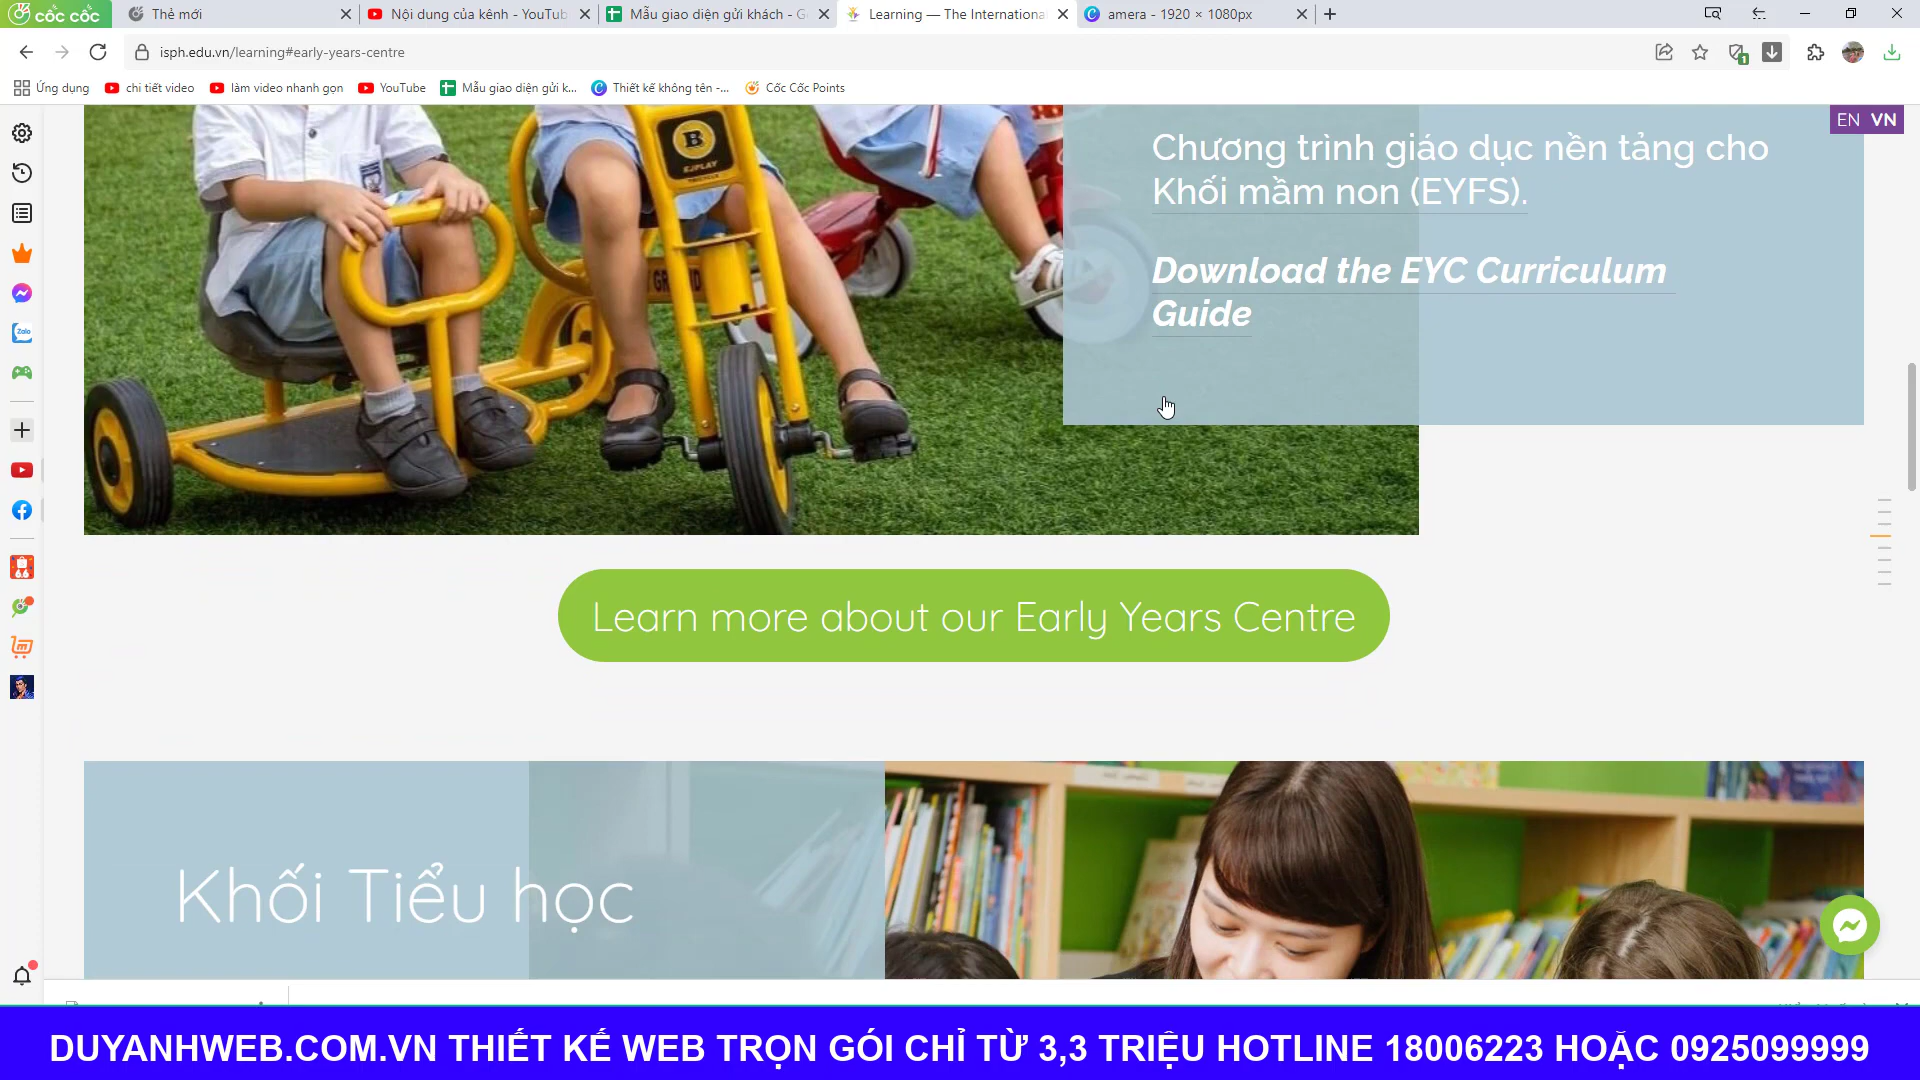 cốc cốc
Thẻ mới
Nội dung của kênh - YouTub
Mẫu giao diện gửi khách - G
Learning — The Internationa
amera - 1920 × 1080px
isph.edu.vn/learning#early-years-centre
Ứng dụng
chi tiết video
làm video nhanh gọn
YouTube
Mẫu giao diện gửi k...
Thiết kế không tên -...
Cốc Cốc Points
EN VN
Chương trình giáo dục nền tảng cho
Khối mầm non (EYFS).
Download the EYC Curriculum
Guide
Learn more about our Early Years Centre
Khối Tiểu học
DUYANHWEB.COM.VN THIẾT KẾ WEB TRỌN GÓI CHỈ TỪ 3,3 TRIỆU HOTLINE 18006223 HOẶC 0925099999